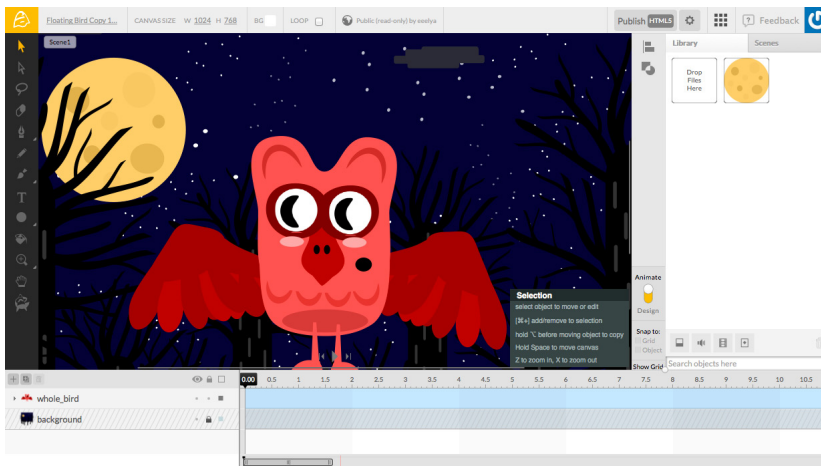 Floating Bird Copy 1... CANVAS SIZE W 1024 H 768 BG LOOP Public (read-only) by eeelya Publish HTML5 ? Feedback
Scene1
Library Scenes
Drop
Files
Here
T
Animate
Design
Snap to:
Grid
Object
Show Grid
Selection
select object to move or edit
[⌘+] add/remove to selection
hold ⌥ before moving object to copy
Hold Space to move canvas
Z to zoom in, X to zoom out
Search objects here
0.00 0.5 1 1.5 2 2.5 3 3.5 4 4.5 5 5.5 6 6.5 7 7.5 8 8.5 9 9.5 10 10.5
whole_bird
background